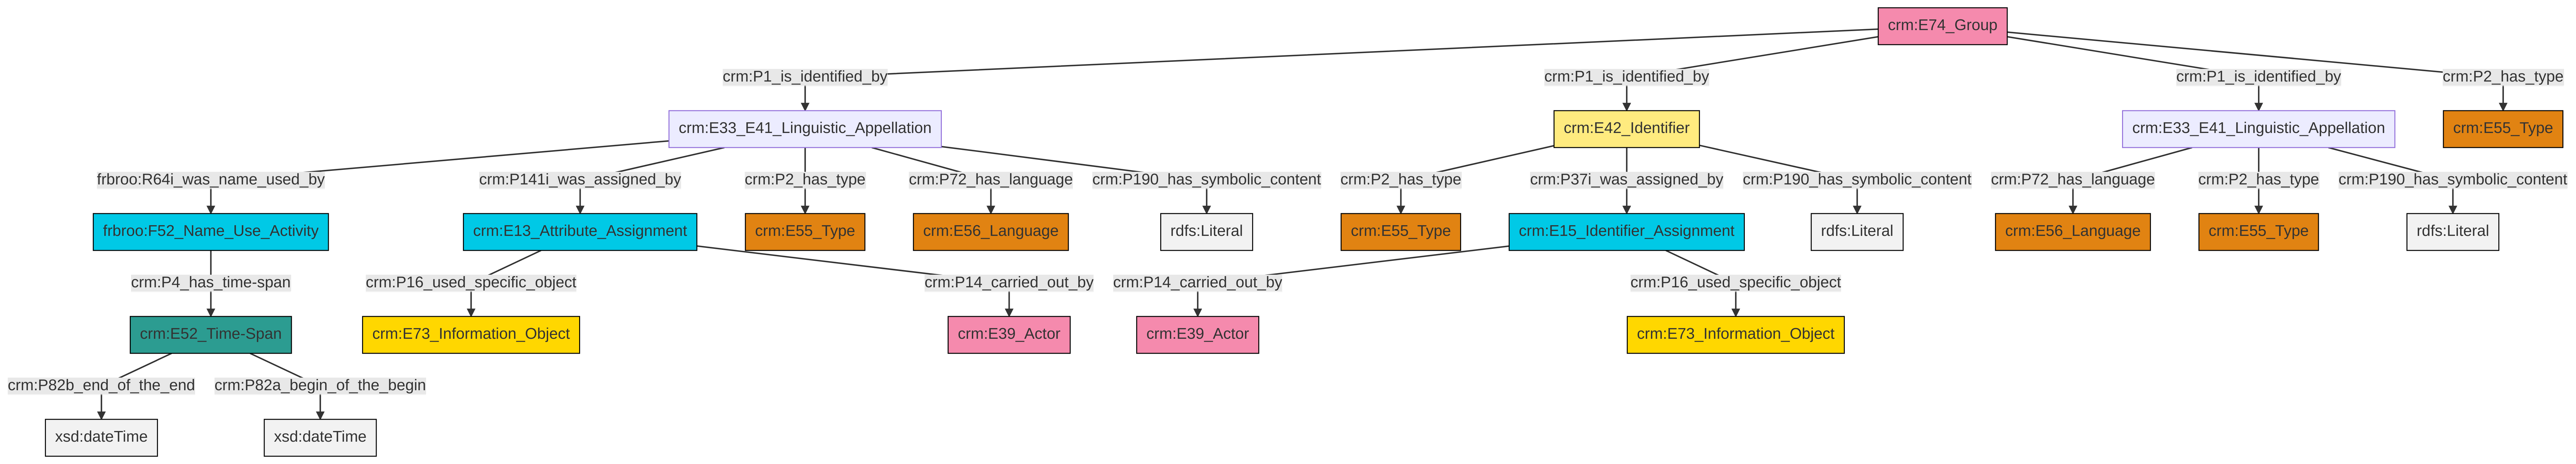 crm:E74_Group
crm:P1_is_identified_by
crm:P1_is_identified_by
crm:P1_is_identified_by
crm:P2_has_type
crm:E33_E41_Linguistic_Appellation
crm:E42_Identifier
crm:E33_E41_Linguistic_Appellation
crm:E55_Type
frbroo:R64i_was_name_used_by
crm:P141i_was_assigned_by
crm:P2_has_type
crm:P72_has_language
crm:P190_has_symbolic_content
crm:P2_has_type
crm:P37i_was_assigned_by
crm:P190_has_symbolic_content
crm:P72_has_language
crm:P2_has_type
crm:P190_has_symbolic_content
frbroo:F52_Name_Use_Activity
crm:E13_Attribute_Assignment
crm:E55_Type
crm:E56_Language
rdfs:Literal
crm:E55_Type
crm:E15_Identifier_Assignment
rdfs:Literal
crm:E56_Language
crm:E55_Type
rdfs:Literal
crm:P4_has_time-span
crm:P16_used_specific_object
crm:P14_carried_out_by
crm:P14_carried_out_by
crm:P16_used_specific_object
crm:E52_Time-Span
crm:E73_Information_Object
crm:E39_Actor
crm:E39_Actor
crm:E73_Information_Object
crm:P82b_end_of_the_end
crm:P82a_begin_of_the_begin
xsd:dateTime
xsd:dateTime